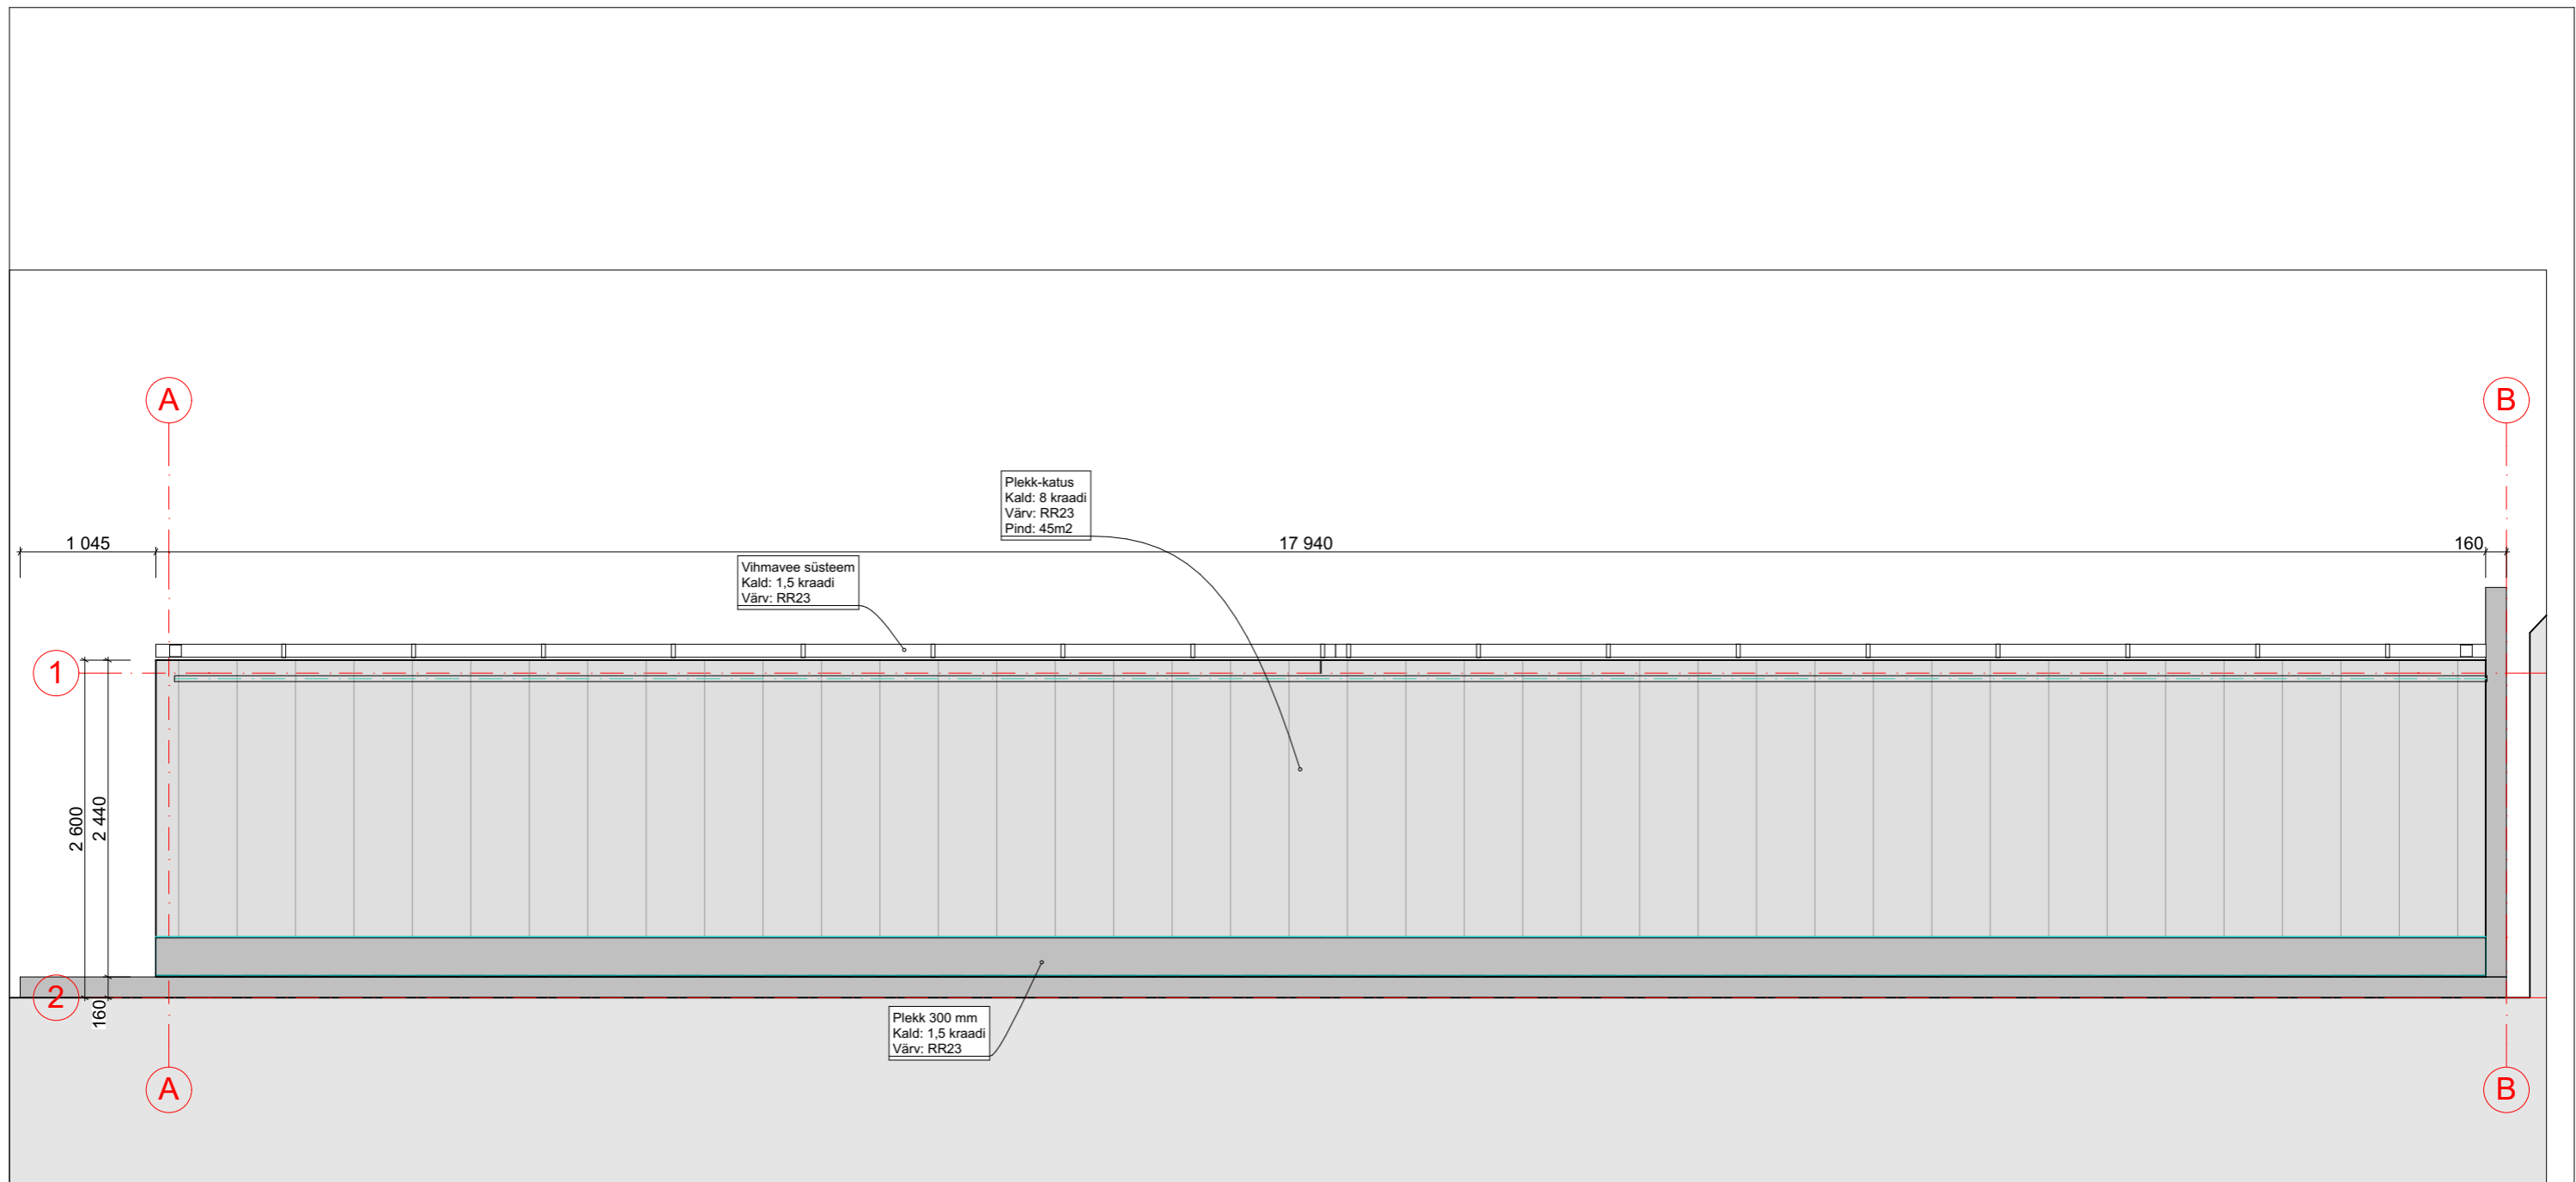 A
B
Plekk-katus
Kald: 8 kraadi
Värv: RR23
Pind: 45m2
1 045
17 940
160
Vihmavee süsteem
Kald: 1,5 kraadi
Värv: RR23
1
2 600
2 440
2
160
Plekk 300 mm
Kald: 1,5 kraadi
Värv: RR23
A
B